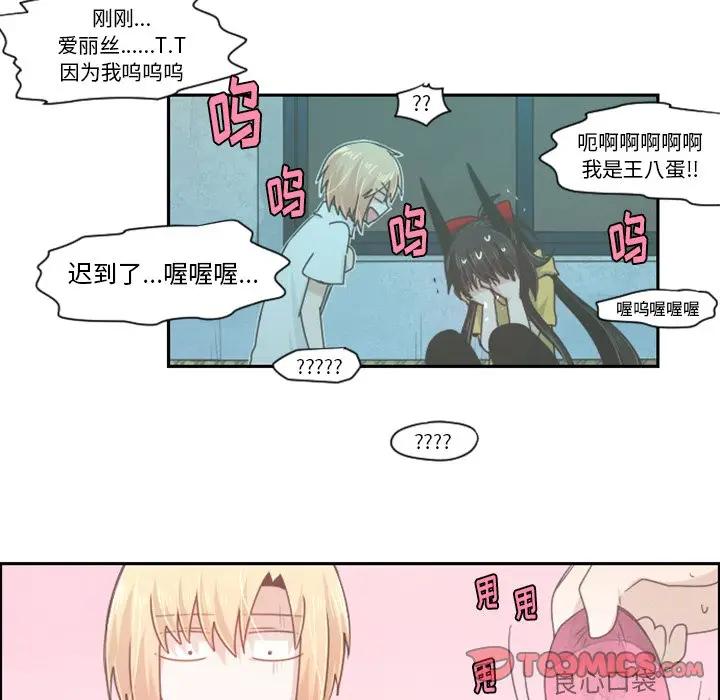 刚刚...
爱丽丝......T.T
因为我呜呜呜
呜
??
呃啊啊啊啊啊
我是王八蛋!!
呜
呜
呜
迟到了...喔喔喔...
喔呜喔喔喔
?????
????
甩
甩
甩
良心口袋
TOOMICS.COM